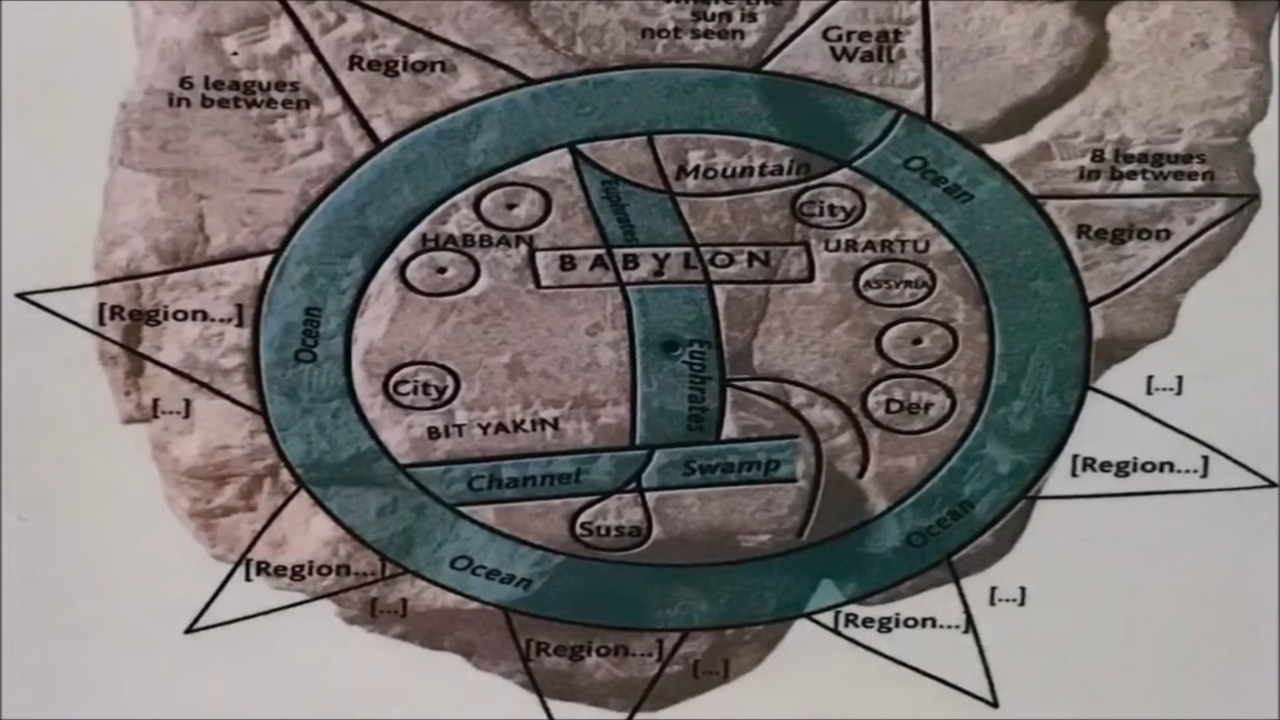 where the
sun is
not seen
Great
Wall
Region
6 leagues
in between
8 leagues
in between
Ocean
Mountain
Euphrates
City
HABBAN
URARTU
Region
BABYLON
ASSYRIA
[Region...]
Ocean
Euphrates
[...]
City
[...]
Der
BIT YAKIN
[Region...]
Channel
Swamp
Susa
Ocean
Ocean
[Region...]
[...]
[...]
[Region...]
[Region...]
[...]